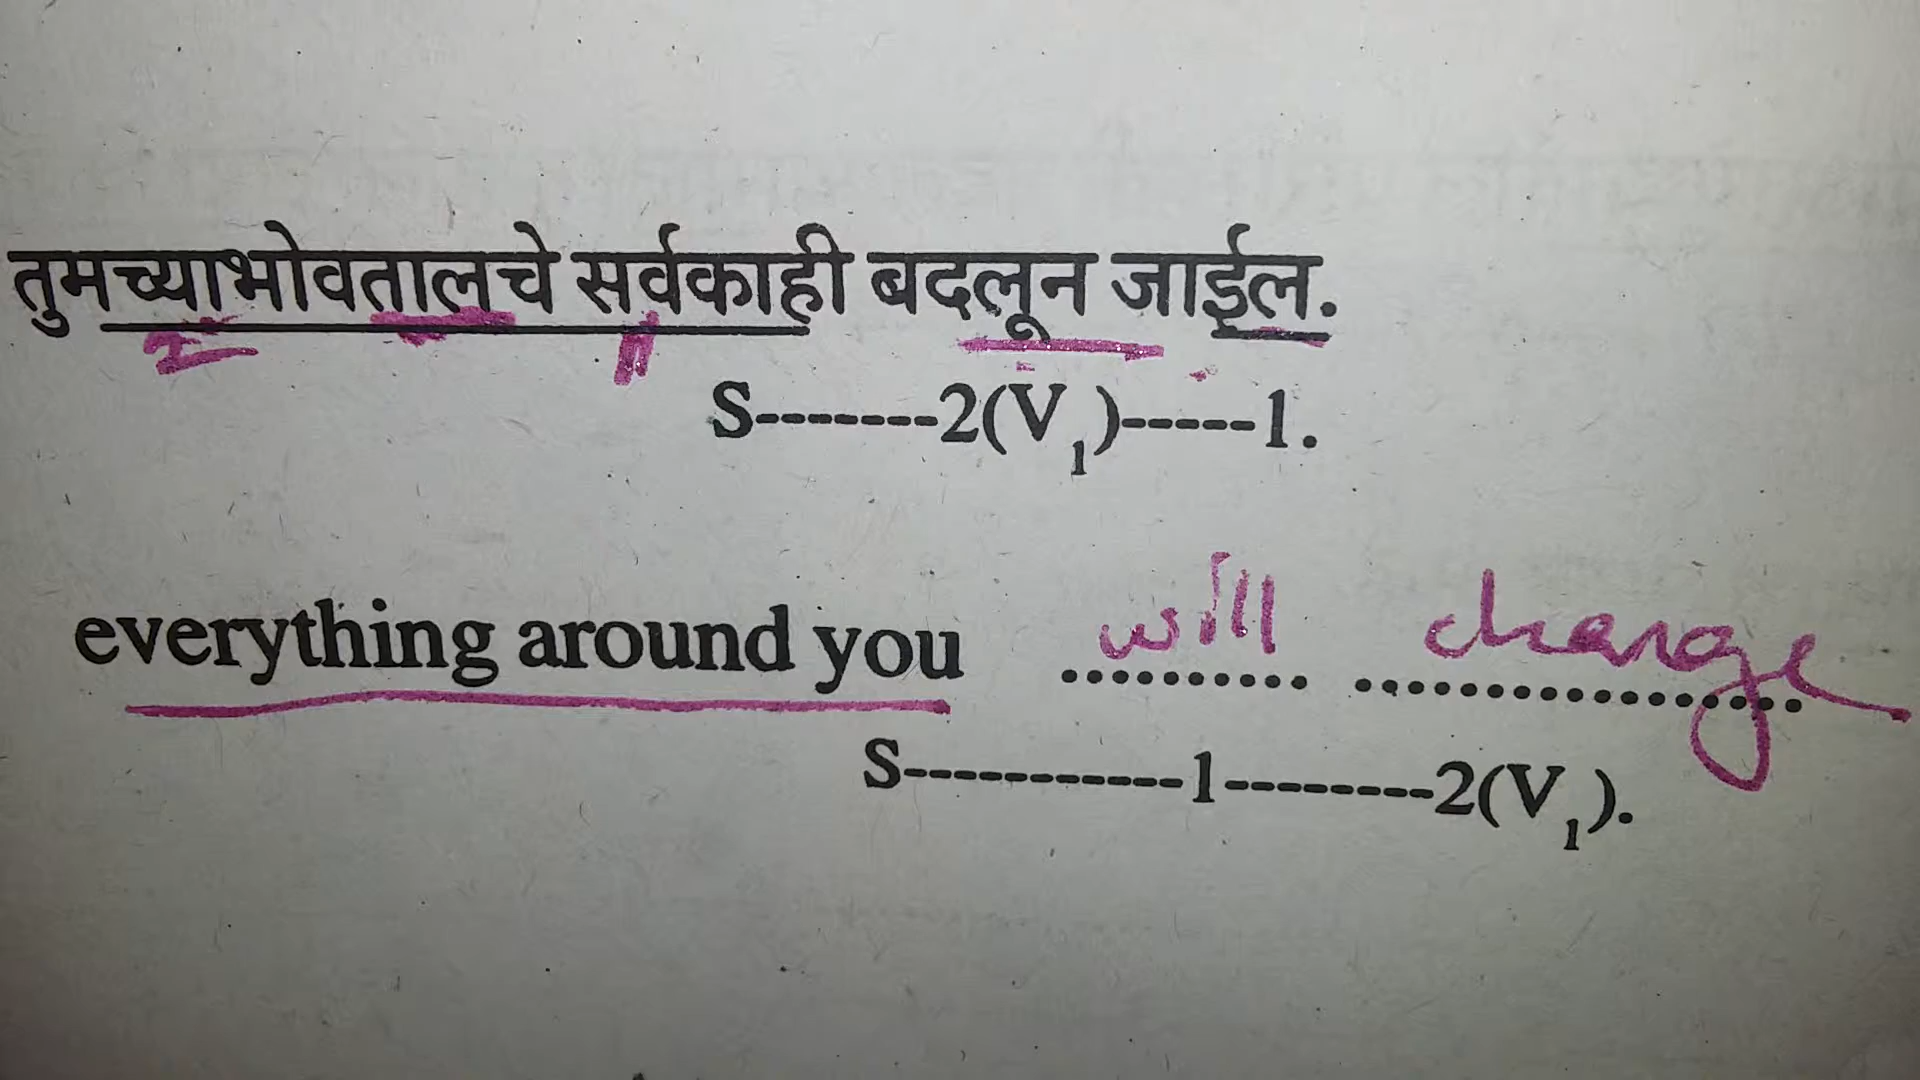 तुमच्याभोवतालचे सर्वकाही बदलून जाईल.
S-------2(V1)-----1.
everything around you will change
S-----------1--------2(V1).